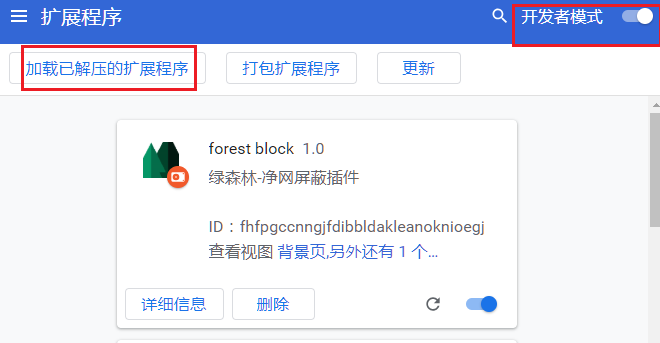 扩展程序 开发者模式
加载已解压的扩展程序 打包扩展程序 更新
forest block 1.0
绿森林-净网屏蔽插件
ID：fhfpgccnngjfdibbldakleanoknioegj
查看视图 背景页,另外还有 1 个...
详细信息 删除